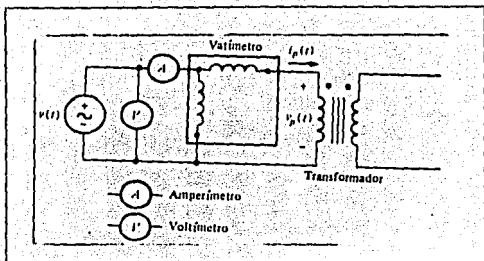 Vatímetro
A
i_p(t)
+
v(t)
+
V
v_p(t)
-
Transformador
A Amperímetro
V Voltímetro